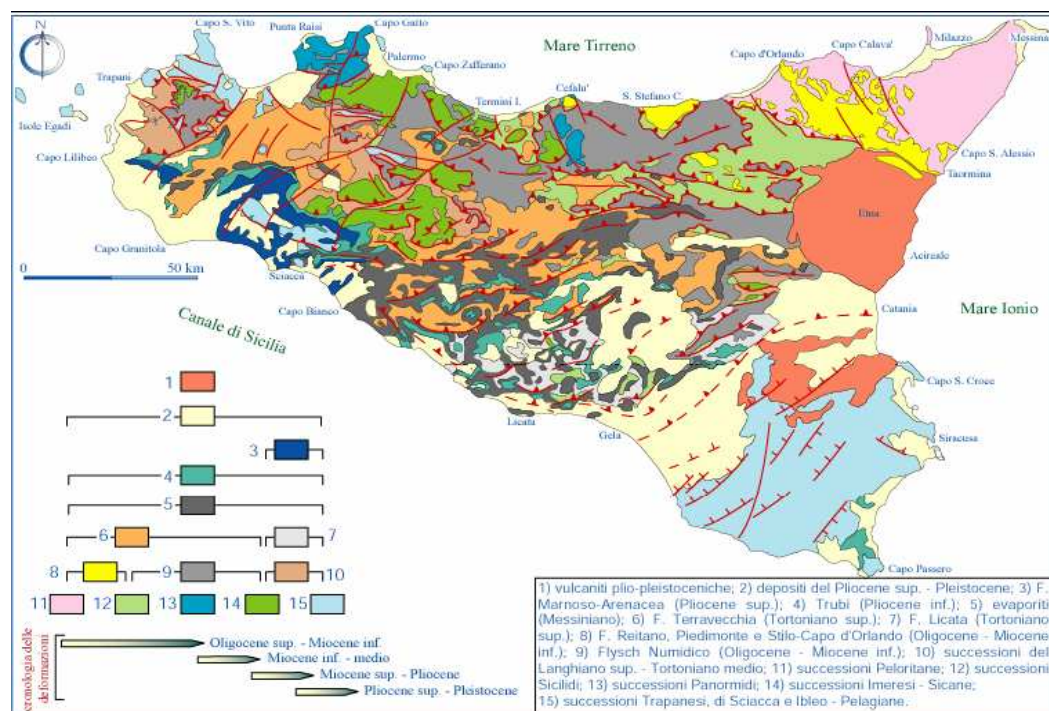 N
Capo S. Vito
Punta Raisi
Capo Gallo
Palermo
Capo Zafferano
Trapani
Isole Egadi
Capo Lilibeo
Capo Granitola
Mare Tirreno
Termini I.
Cefalu'
S. Stefano C.
Capo d'Orlando
Capo Calava'
Milazzo
Messina
Capo S. Alessio
Taormina
Etna
Acireale
0 50 km
Sciacca
Capo Bianco
Canale di Sicilia
Catania
Mare Ionio
Capo S. Croce
Licata
Gela
Siracusa
Capo Passero
1
2
3
4
5
6
7
8
9
10
11
12
13
14
15
cronologia delle
deformazioni
Oligocene sup. - Miocene inf.
Miocene inf. - medio
Miocene sup. - Pliocene
Pliocene sup. - Pleistocene
1) vulcaniti plio-pleistoceniche; 2) depositi del Pliocene sup. - Pleistocene; 3) F.
Marnoso-Arenacea (Pliocene sup.); 4) Trubi (Pliocene inf.); 5) evaporiti
(Messiniano); 6) F. Terravecchia (Tortoniano sup.); 7) F. Licata (Tortoniano
sup.); 8) F. Reitano, Piedimonte e Stilo-Capo d'Orlando (Oligocene - Miocene
inf.); 9) Flysch Numidico (Oligocene - Miocene inf.); 10) successioni del
Langhiano sup. - Tortoniano medio; 11) successioni Peloritane; 12) successioni
Sicilidi; 13) successioni Panormidi; 14) successioni Imeresi - Sicane;
15) successioni Trapanesi, di Sciacca e Ibleo - Pelagiane.